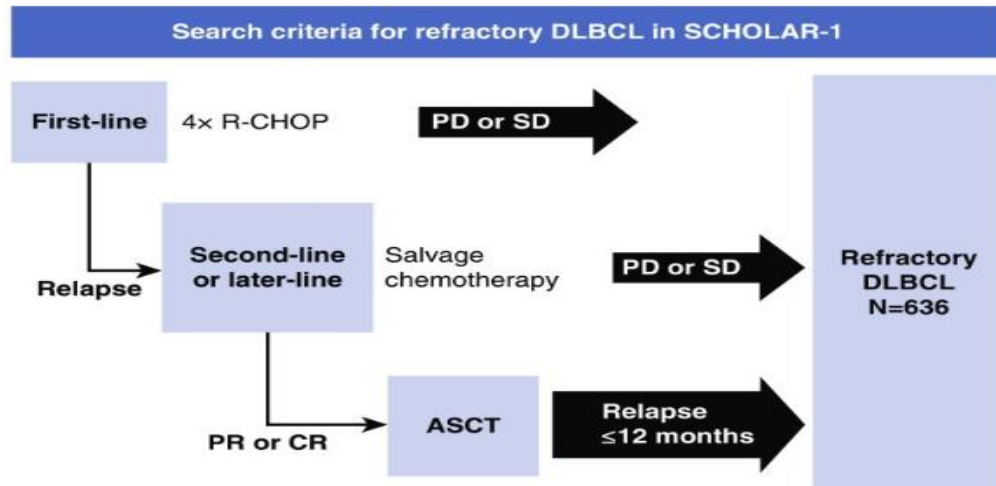 Search criteria for refractory DLBCL in SCHOLAR-1
First-line
4× R-CHOP
PD or SD
Relapse
Second-line
or later-line
Salvage
chemotherapy
PD or SD
PR or CR
ASCT
Relapse
≤12 months
Refractory
DLBCL
N=636